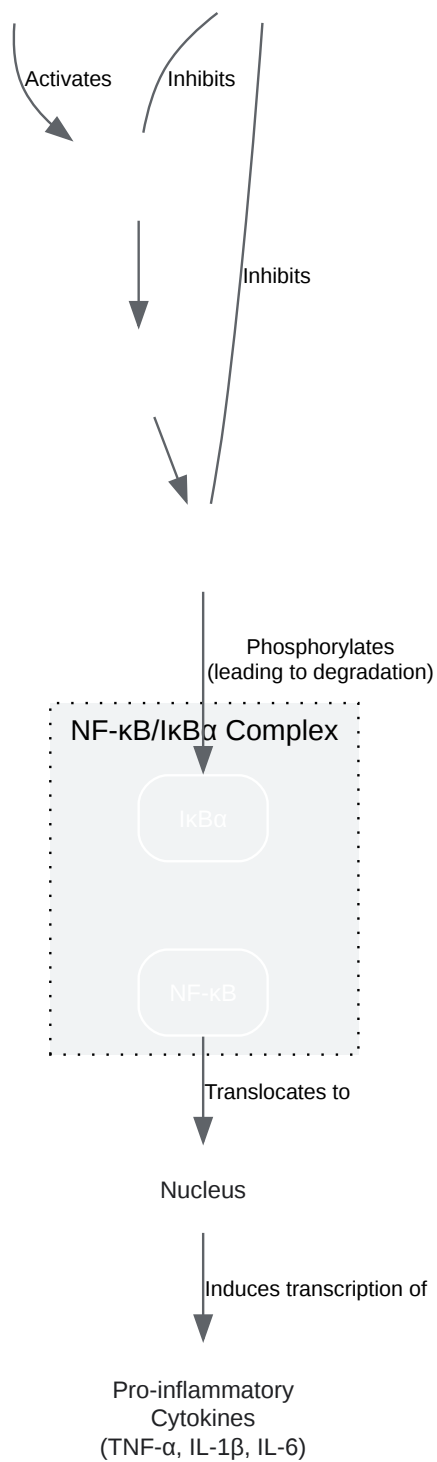 Activates
Inhibits
Inhibits
Phosphorylates
(leading to degradation)
NF-κB/IκBα Complex
IκBα
NF-κB
Translocates to
Nucleus
Induces transcription of
Pro-inflammatory
Cytokines
(TNF-α, IL-1β, IL-6)